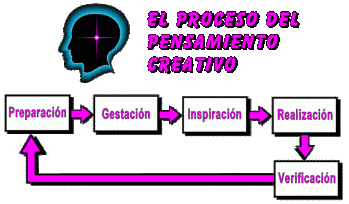 EL PROCESO DEL
PENSAMIENTO
CREATIVO
Preparación
Gestación
Inspiración
Realización
Verificación